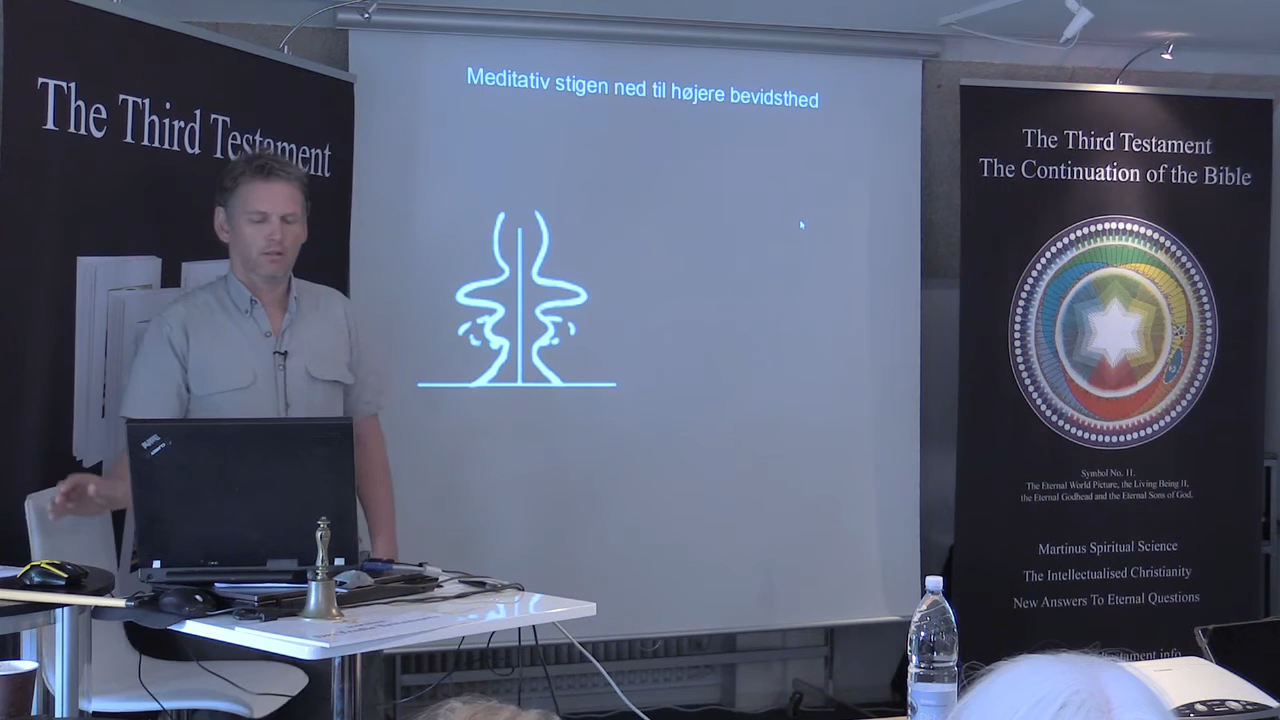 The Third Testament
Meditativ stigen ned til højere bevidsthed
The Third Testament
The Continuation of the Bible
Symbol No. 11.
The Eternal World Picture, the Living Being II,
the Eternal Godhead and the Eternal Sons of God.
Martinus Spiritual Science
The Intellectualised Christianity
New Answers To Eternal Questions